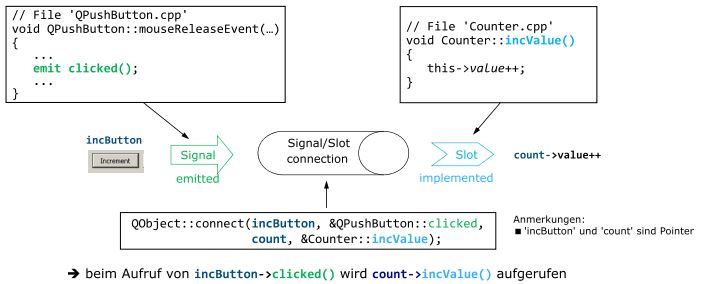 // File 'QPushButton.cpp'
void QPushButton::mouseReleaseEvent(…)
{
...
emit clicked();
...
}
// File 'Counter.cpp'
void Counter::incValue()
{
this->value++;
}
incButton
Increment
Signal
emitted
Signal/Slot
connection
Slot
implemented
count->value++
QObject::connect(incButton, &QPushButton::clicked,
count, &Counter::incValue);
Anmerkungen:
■ 'incButton' und 'count' sind Pointer
➔ beim Aufruf von incButton->clicked() wird count->incValue() aufgerufen